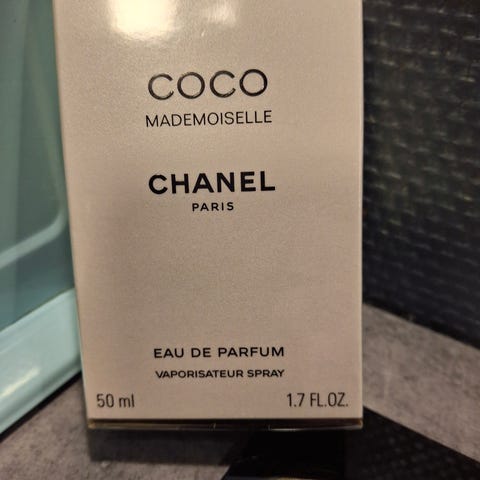 COCO
MADEMOISELLE
CHANEL
PARIS
EAU DE PARFUM
VAPORISATEUR SPRAY
50 ml 1.7 FL.OZ.